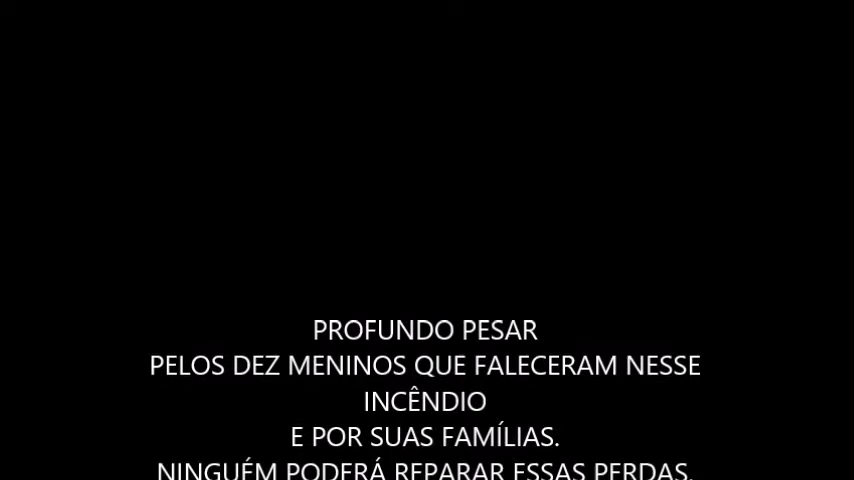 PROFUNDO PESAR
PELOS DEZ MENINOS QUE FALECERAM NESSE
INCÊNDIO
E POR SUAS FAMÍLIAS.
NINGUÉM PODERÁ REPARAR ESSAS PERDAS.